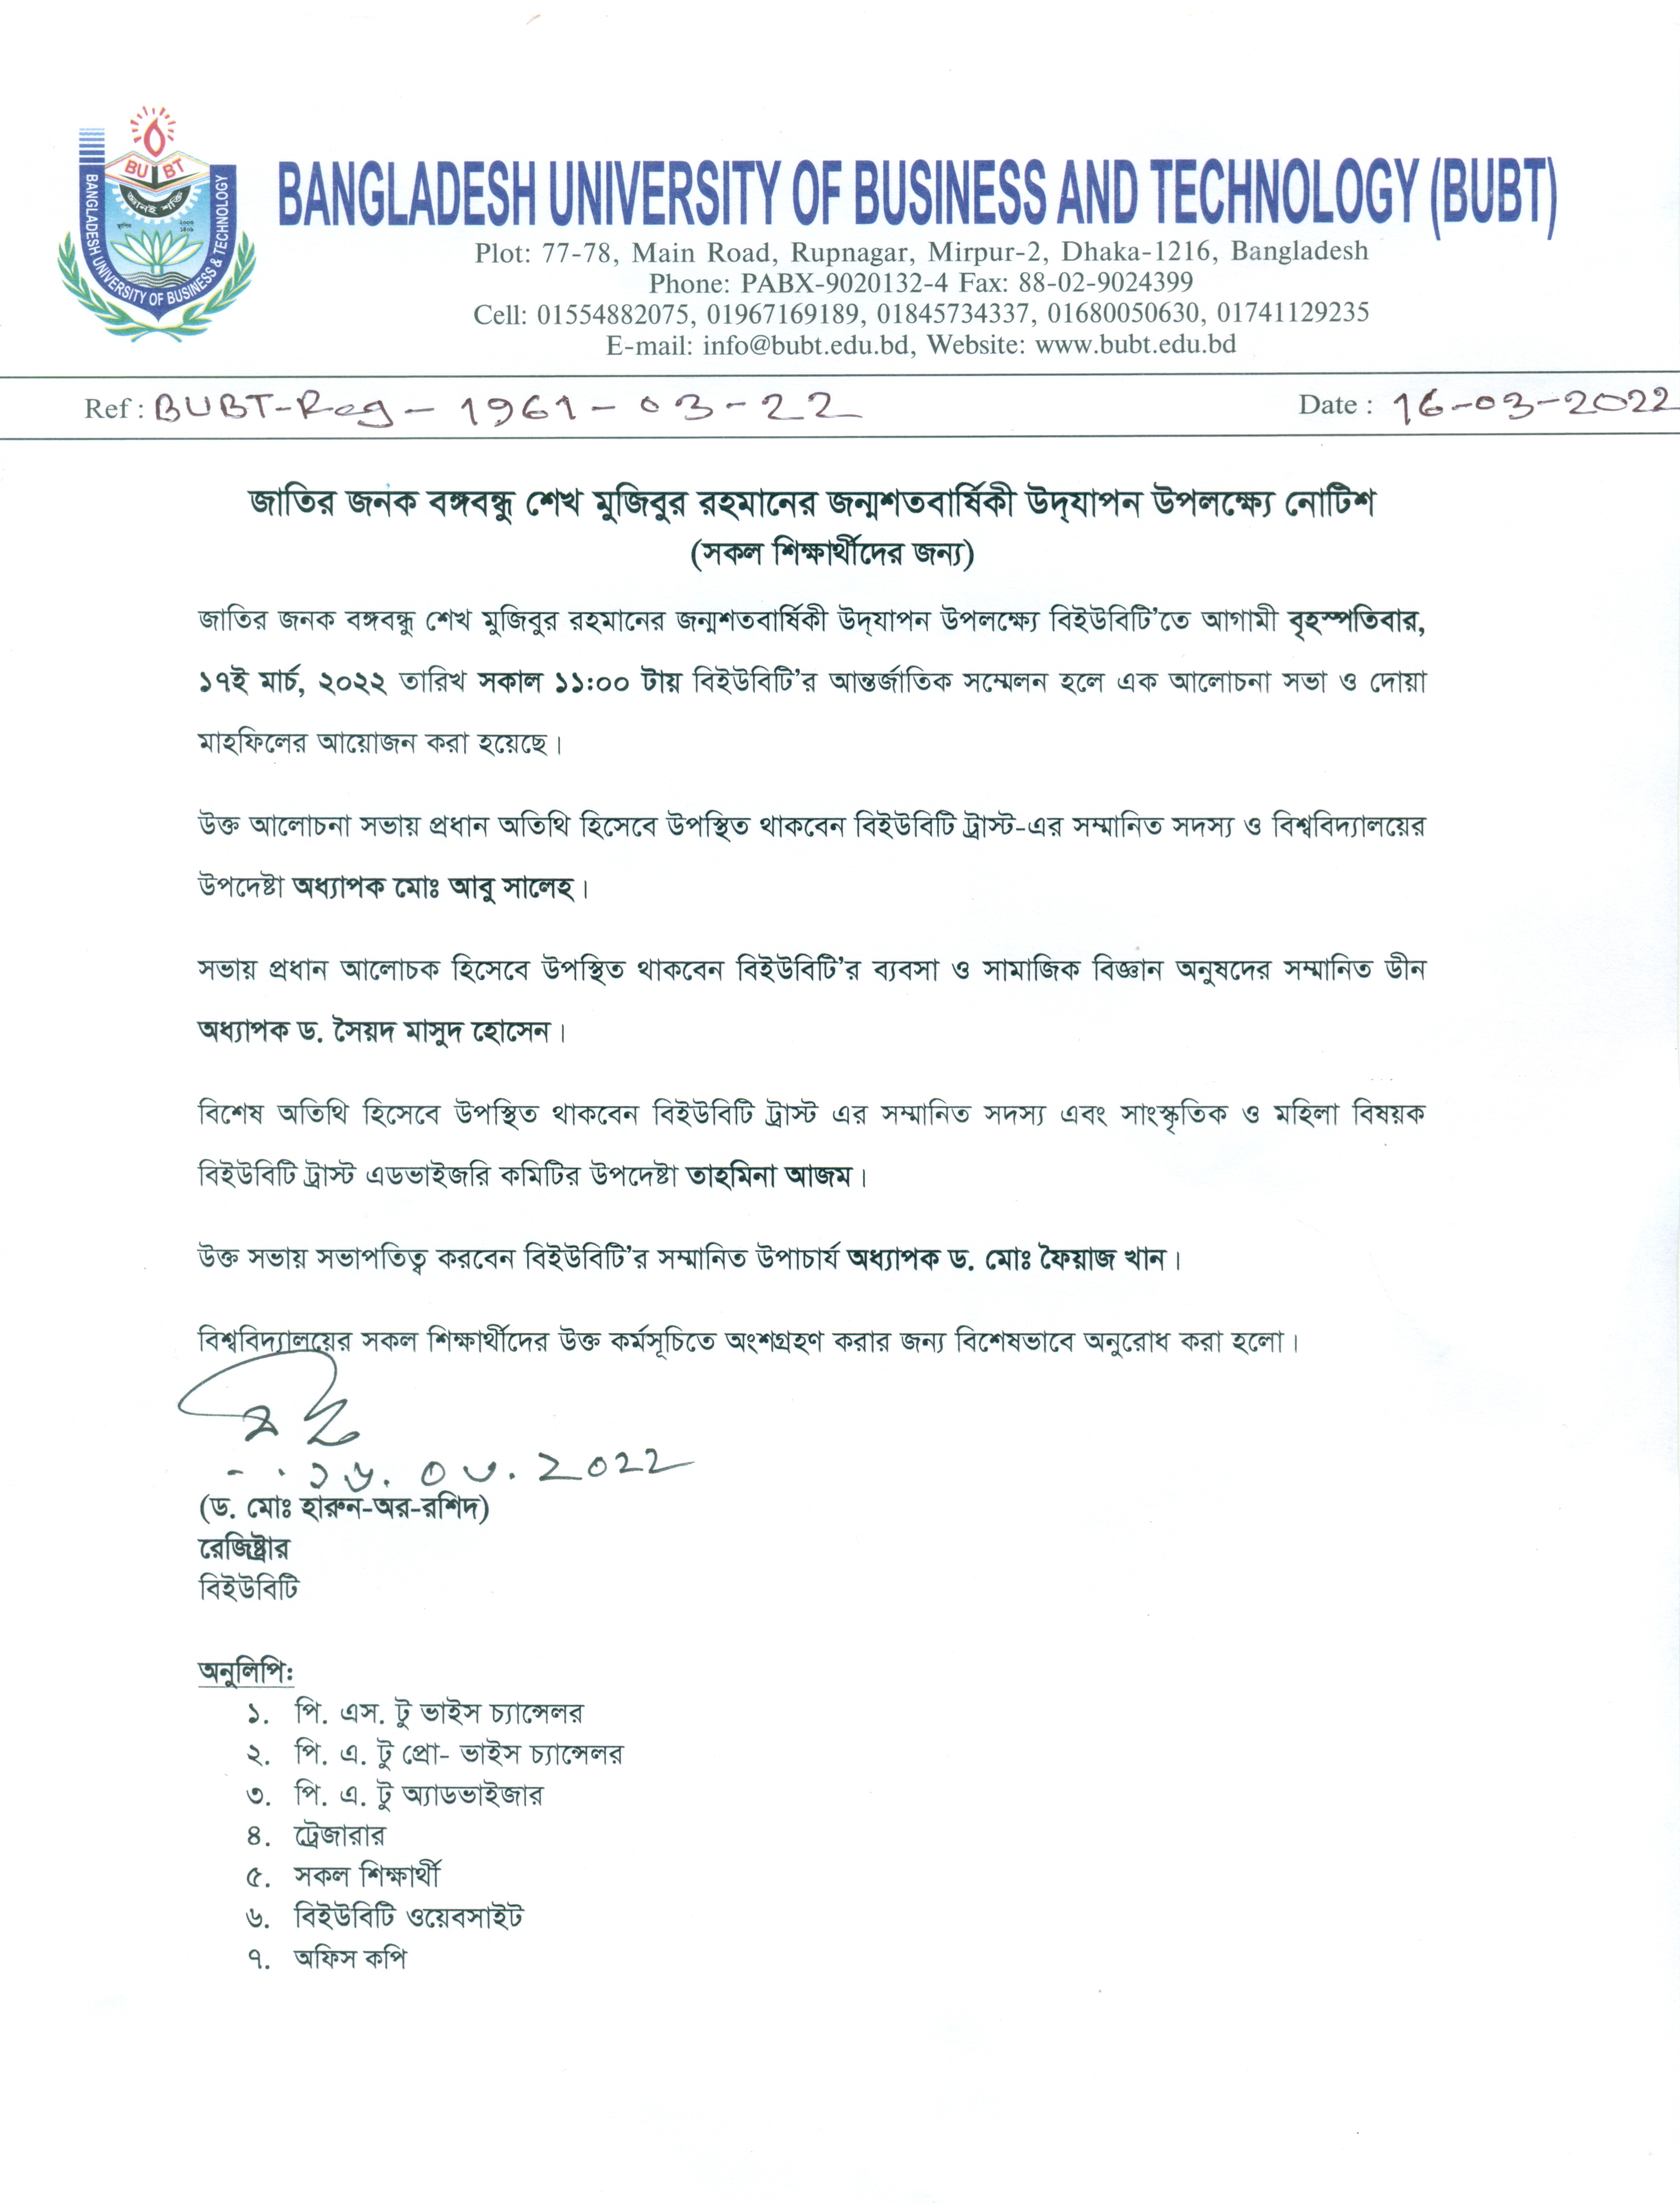 BANGLADESH UNIVERSITY OF BUSINESS AND TECHNOLOGY (BUBT)
Plot: 77-78, Main Road, Rupnagar, Mirpur-2, Dhaka-1216, Bangladesh
Phone: PABX-9020132-4 Fax: 88-02-9024399
Cell: 01554882075, 01967169189, 01845734337, 01680050630, 01741129235
E-mail: info@bubt.edu.bd, Website: www.bubt.edu.bd
BUBT
জ্ঞানই শক্তি
BANGLADESH UNIVERSITY OF BUSINESS & TECHNOLOGY
Ref : BUBT-Reg-1961-03-22 Date : 16-03-2022
জাতির জনক বঙ্গবন্ধু শেখ মুজিবুর রহমানের জন্মশতবার্ষিকী উদ্‌যাপন উপলক্ষ্যে নোটিশ
(সকল শিক্ষার্থীদের জন্য)
জাতির জনক বঙ্গবন্ধু শেখ মুজিবুর রহমানের জন্মশতবার্ষিকী উদ্‌যাপন উপলক্ষ্যে বিইউবিটি’তে আগামী বৃহস্পতিবার,
১৭ই মার্চ, ২০২২ তারিখ সকাল ১১:০০ টায় বিইউবিটি’র আন্তর্জাতিক সম্মেলন হলে এক আলোচনা সভা ও দোয়া
মাহফিলের আয়োজন করা হয়েছে।
উক্ত আলোচনা সভায় প্রধান অতিথি হিসেবে উপস্থিত থাকবেন বিইউবিটি ট্রাস্ট-এর সম্মানিত সদস্য ও বিশ্ববিদ্যালয়ের
উপদেষ্টা অধ্যাপক মোঃ আবু সালেহ।
সভায় প্রধান আলোচক হিসেবে উপস্থিত থাকবেন বিইউবিটি’র ব্যবসা ও সামাজিক বিজ্ঞান অনুষদের সম্মানিত ডীন
অধ্যাপক ড. সৈয়দ মাসুদ হোসেন।
বিশেষ অতিথি হিসেবে উপস্থিত থাকবেন বিইউবিটি ট্রাস্ট এর সম্মানিত সদস্য এবং সাংস্কৃতিক ও মহিলা বিষয়ক
বিইউবিটি ট্রাস্ট এডভাইজরি কমিটির উপদেষ্টা তাহমিনা আজম।
উক্ত সভায় সভাপতিত্ব করবেন বিইউবিটি’র সম্মানিত উপাচার্য অধ্যাপক ড. মোঃ ফৈয়াজ খান।
বিশ্ববিদ্যালয়ের সকল শিক্ষার্থীদের উক্ত কর্মসূচিতে অংশগ্রহণ করার জন্য বিশেষভাবে অনুরোধ করা হলো।
১৬.০৩.২০২২
(ড. মোঃ হারুন-অর-রশিদ)
রেজিষ্ট্রার
বিইউবিটি
অনুলিপি:
১. পি. এস. টু ভাইস চ্যান্সেলর
২. পি. এ. টু প্রো- ভাইস চ্যান্সেলর
৩. পি. এ. টু অ্যাডভাইজার
৪. ট্রেজারার
৫. সকল শিক্ষার্থী
৬. বিইউবিটি ওয়েবসাইট
৭. অফিস কপি